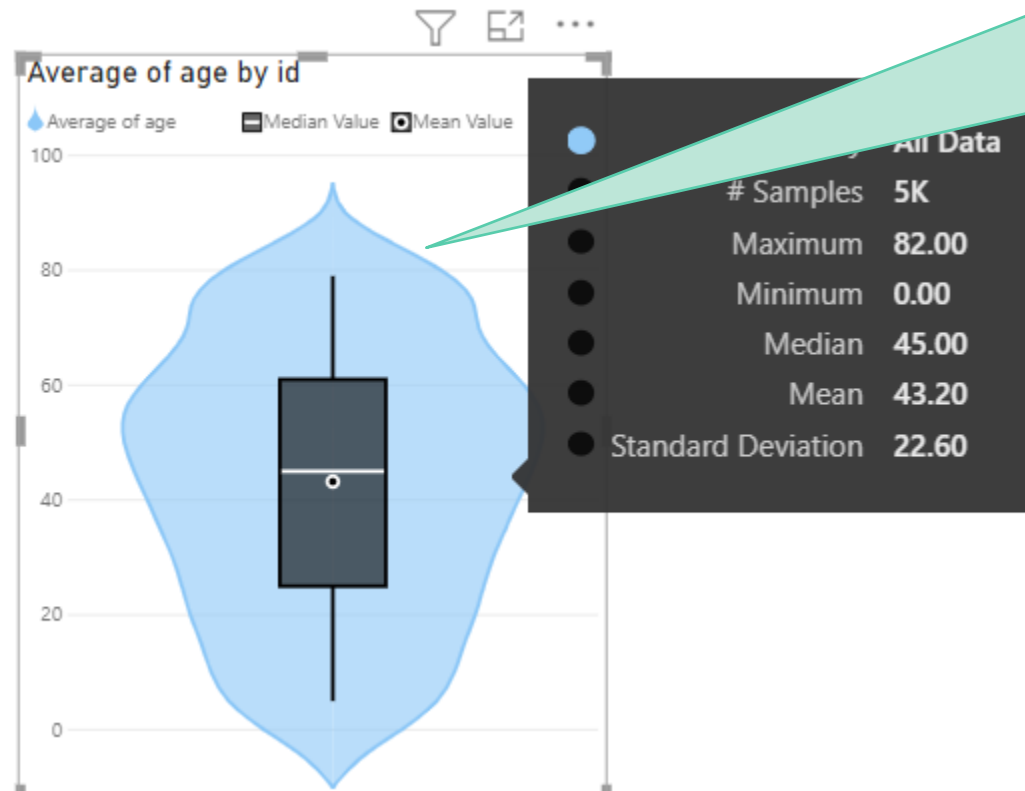 Average of age by id
Average of age Median Value Mean Value
100
80
60
40
20
0
All Data
# Samples 5K
Maximum 82.00
Minimum 0.00
Median 45.00
Mean 43.20
Standard Deviation 22.60